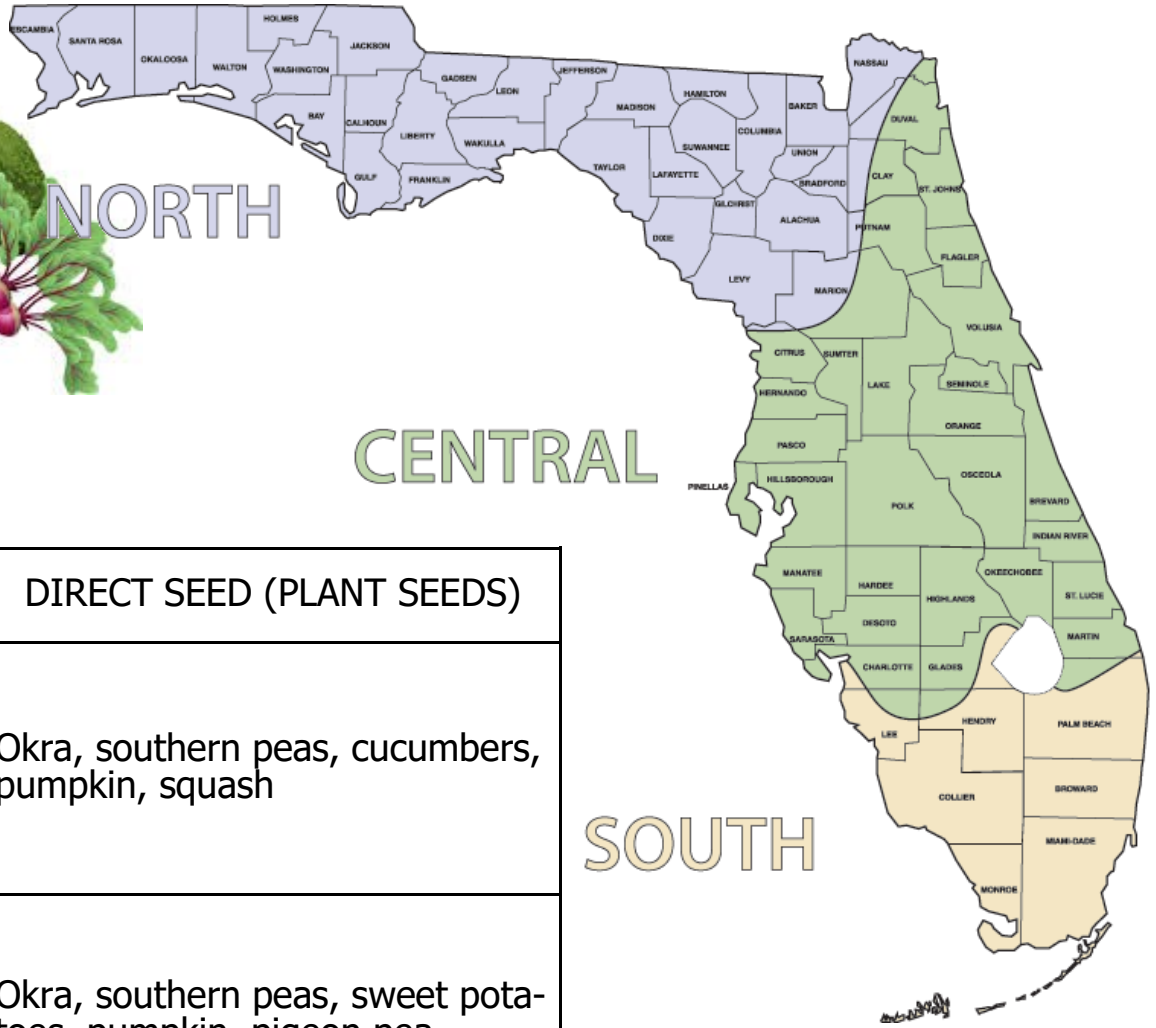 HOLMES
ESCAMBIA
SANTA ROSA
OKALOOSA
WALTON
WASHINGTON
JACKSON
BAY
CALHOUN
GULF
GADSEN
LEON
LIBERTY
WAKULLA
FRANKLIN
JEFFERSON
MADISON
TAYLOR
HAMILTON
SUWANNEE
LAFAYETTE
COLUMBIA
BAKER
NASSAU
UNION
BRADFORD
GILCHRIST
ALACHUA
DIXIE
LEVY
MARION
DUVAL
CLAY
ST. JOHNS
PUTNAM
FLAGLER
NORTH
VOLUSIA
CITRUS
SUMTER
LAKE
SEMINOLE
HERNANDO
ORANGE
PASCO
CENTRAL
PINELLAS
HILLSBOROUGH
POLK
OSCEOLA
BREVARD
INDIAN RIVER
MANATEE
HARDEE
HIGHLANDS
OKEECHOBEE
ST. LUCIE
DESOTO
SARASOTA
MARTIN
CHARLOTTE
GLADES
LEE
HENDRY
PALM BEACH
COLLIER
BROWARD
MIAMI-DADE
MONROE
SOUTH
DIRECT SEED (PLANT SEEDS)
Okra, southern peas, cucumbers,
pumpkin, squash
Okra, southern peas, sweet pota-
toes, pumpkin, pigeon pea